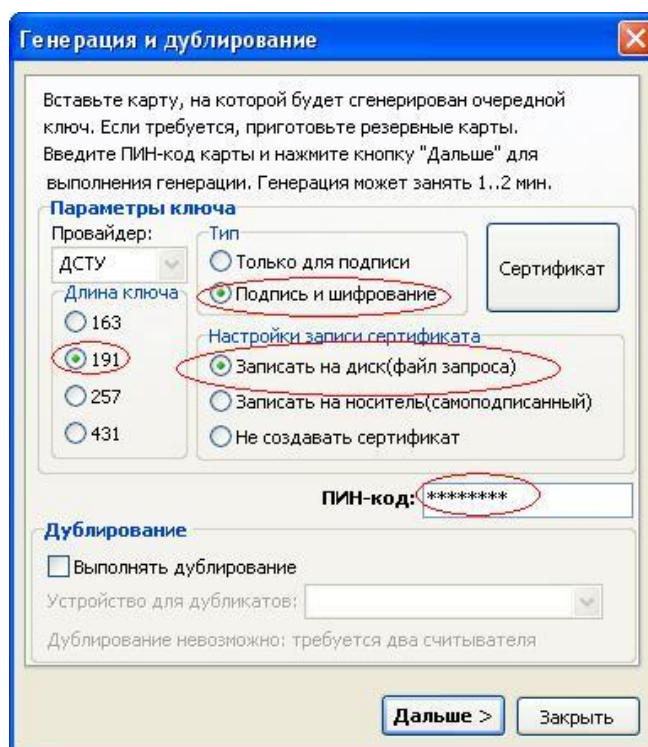 Генерация и дублирование
Вставьте карту, на которой будет сгенерирован очередной
ключ. Если требуется, приготовьте резервные карты.
Введите ПИН-код карты и нажмите кнопку "Дальше" для
выполнения генерации. Генерация может занять 1..2 мин.
Параметры ключа
Провайдер:
ДСТУ
Тип
Только для подписи
Подпись и шифрование
Сертификат
Длина ключа
163
191
257
431
Настройки записи сертификата
Записать на диск(файл запроса)
Записать на носитель(самоподписанный)
Не создавать сертификат
ПИН-код: ********
Дублирование
Выполнять дублирование
Устройство для дубликатов:
Дублирование невозможно: требуется два считывателя
Дальше > Закрыть